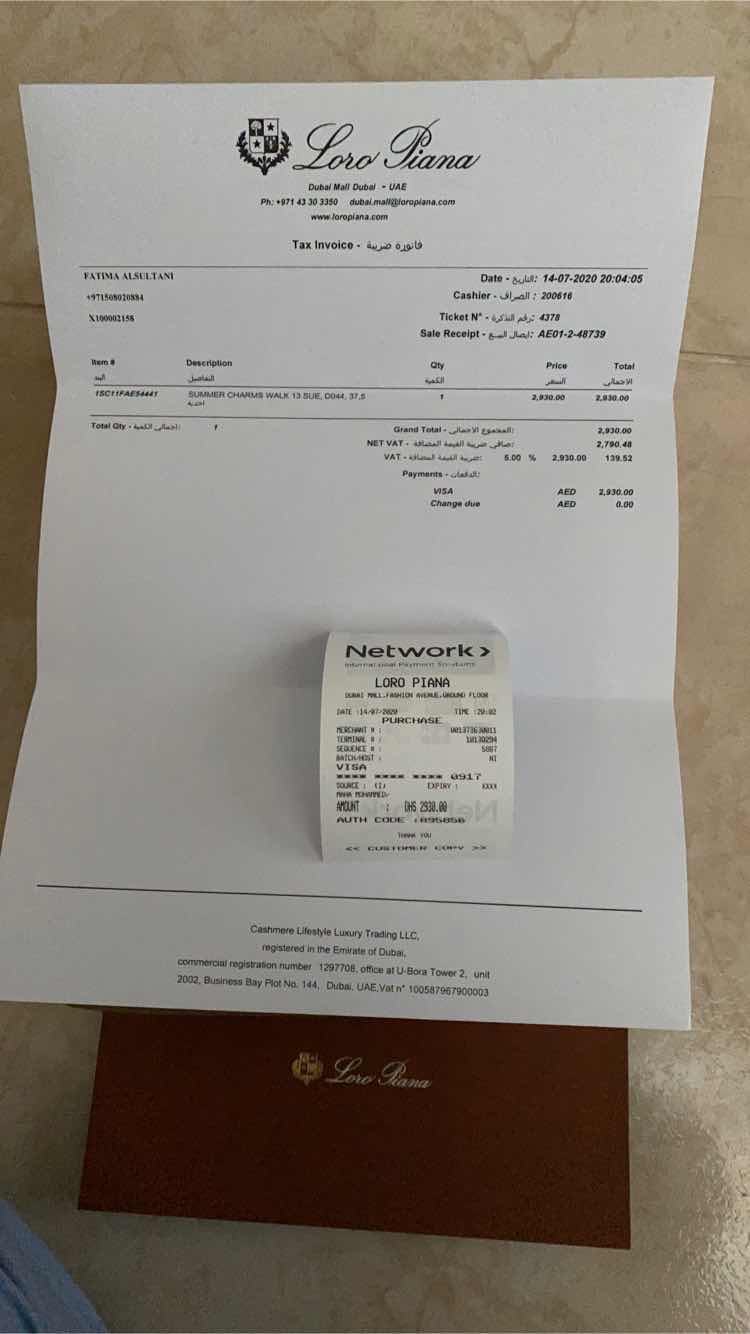 Loro Piana
Dubai Mall Dubai - UAE
Ph: +971 43 30 3350 dubai.mall@loropiana.com
www.loropiana.com
Tax Invoice - فاتورة ضريبة
FATIMA ALSULTANI
+971508020884
X100002158
Date - التاريخ: 14-07-2020 20:04:05
Cashier - الصراف : 200616
Ticket N° - رقم التذكرة: 4378
Sale Receipt - ايصال البيع: AE01-2-48739
Item # Description Qty Price Total
البند التفاصيل الكمية السعر الاجمالي
1SC11FAE54441 SUMMER CHARMS WALK 13 SUE, D044, 37,5 1 2,930.00 2,930.00
احذية
Total Qty - اجمالي الكمية: 1
Grand Total - المجموع الاجمالي: 2,930.00
NET VAT - صافي ضريبة القيمة المضافة: 2,790.48
VAT - ضريبة القيمة المضافة: 5.00 % 2,930.00 139.52
Payments - الدفعات:
VISA AED 2,930.00
Change due AED 0.00
Network >
International Payment Solutions
LORO PIANA
DUBAI MALL,FASHION AVENUE,GROUND FLOOR
DATE :14/07/2020 TIME :20:02
PURCHASE
MERCHANT # :
TERMINAL # : 10130294
SEQUENCE # : 5887
BATCH/HOST : NI
VISA
**** **** **** 0917
SOURCE : (I) EXPIRY : XXXX
MAHA MOHAMMED/
AMOUNT : DHS 2930.00
AUTH CODE :895856
THANK YOU
<< CUSTOMER COPY >>
Cashmere Lifestyle Luxury Trading LLC,
registered in the Emirate of Dubai,
commercial registration number 1297708, office at U-Bora Tower 2, unit
2002, Business Bay Plot No. 144, Dubai, UAE,Vat n° 100587967900003
Loro Piana